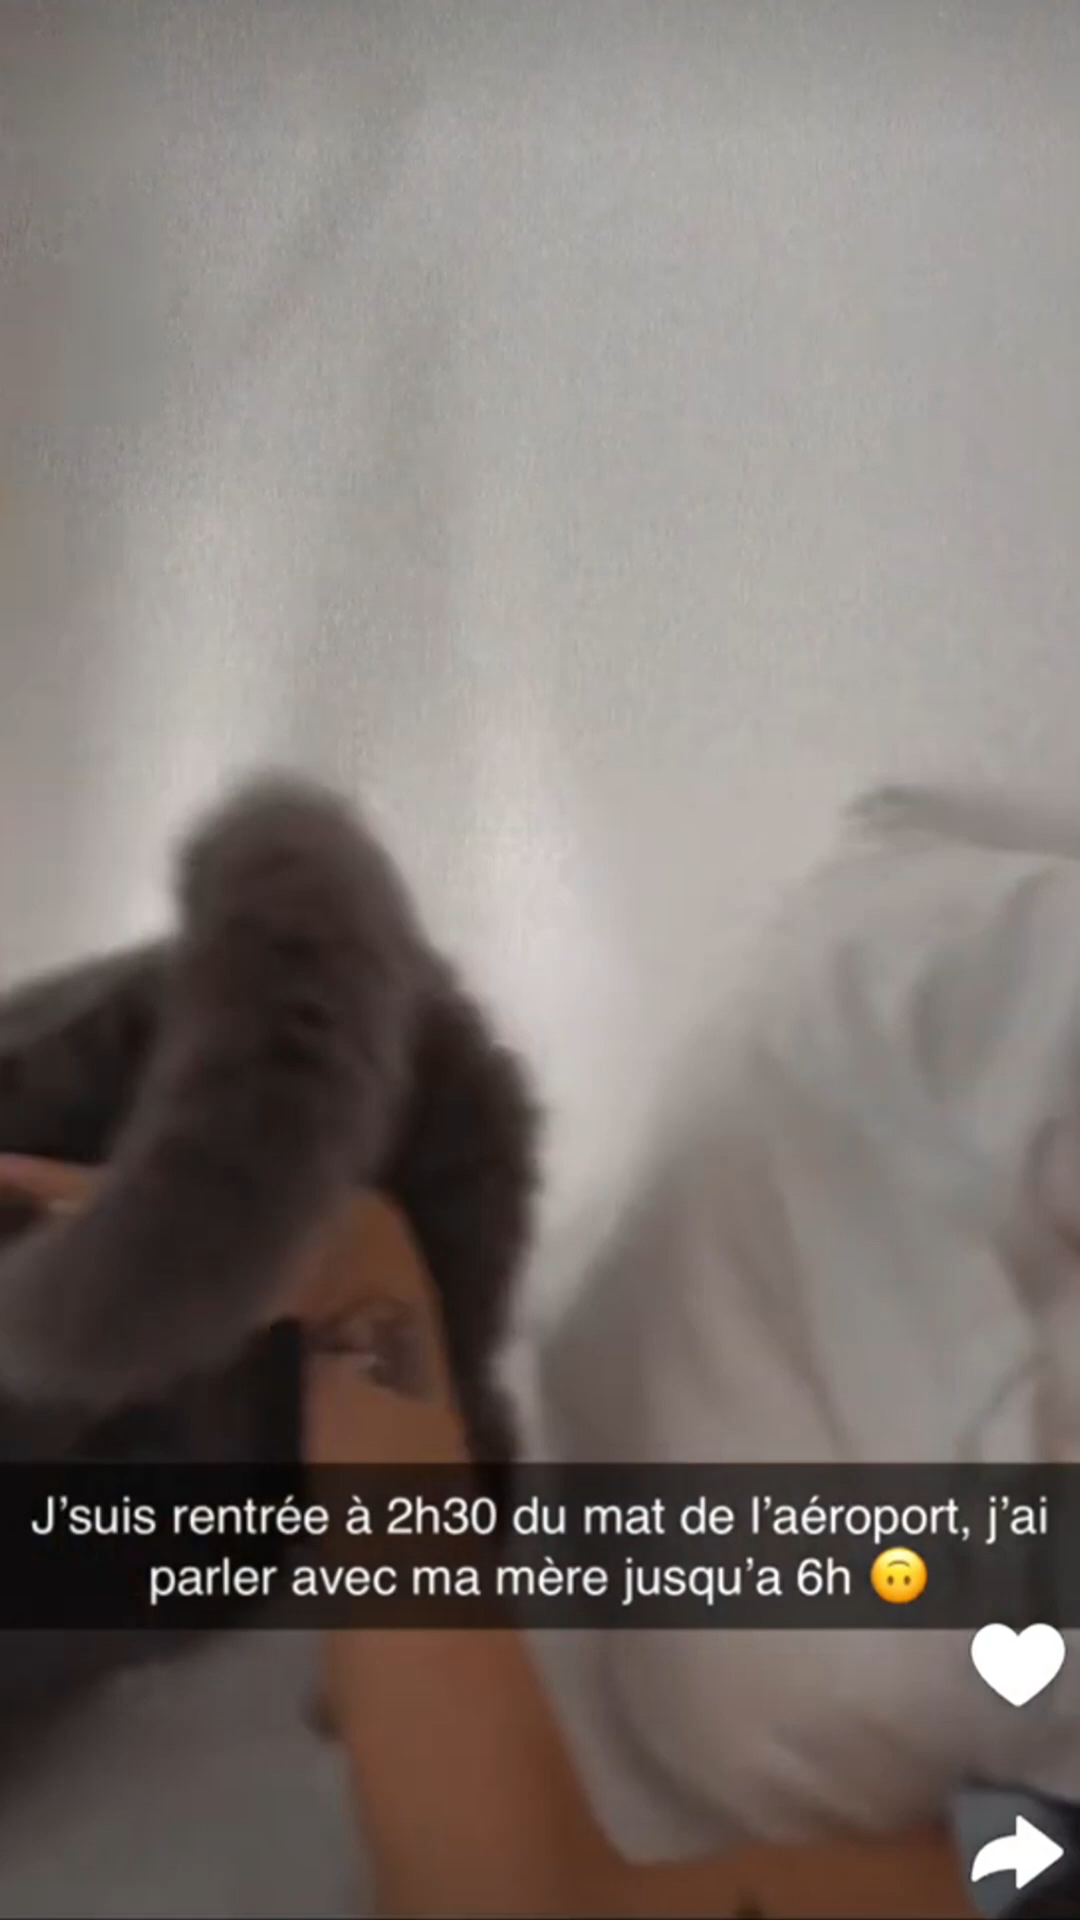 J’suis rentrée à 2h30 du mat de l’aéroport, j’ai
parler avec ma mère jusqu’a 6h 🙃